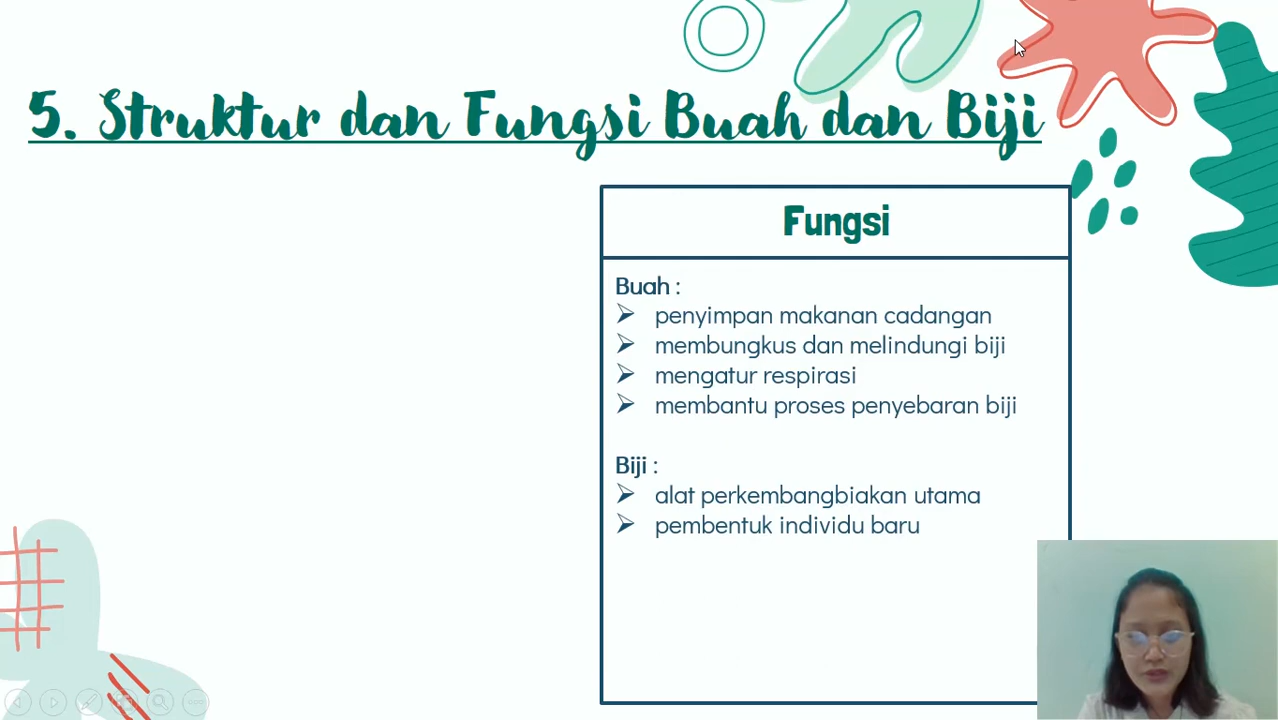 5. Struktur dan Fungsi Buah dan Biji
Fungsi
Buah :
➢ penyimpan makanan cadangan
➢ membungkus dan melindungi biji
➢ mengatur respirasi
➢ membantu proses penyebaran biji
Biji :
➢ alat perkembangbiakan utama
➢ pembentuk individu baru